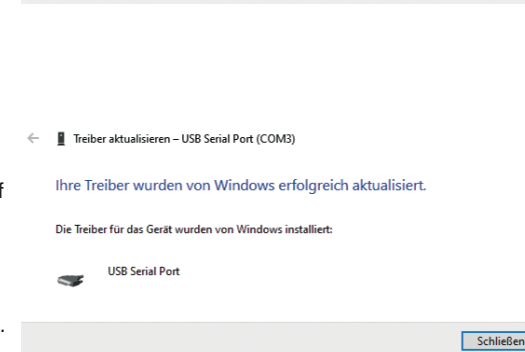 Treiber aktualisieren – USB Serial Port (COM3)
f
Ihre Treiber wurden von Windows erfolgreich aktualisiert.
Die Treiber für das Gerät wurden von Windows installiert:
USB Serial Port
.
Schließen